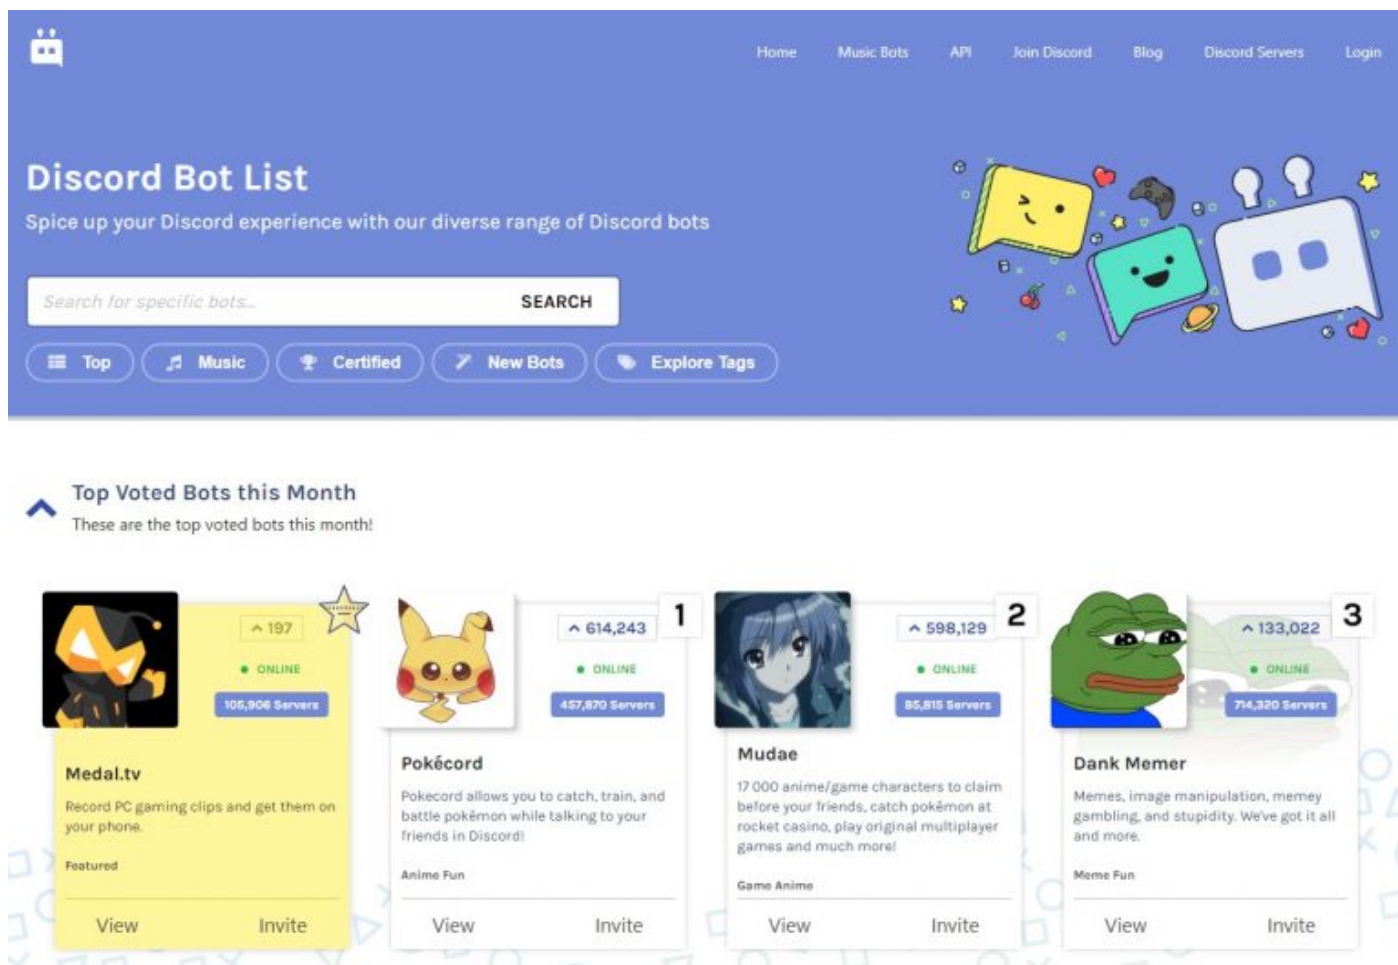 Home Music Bots API Join Discord Blog Discord Servers Login
Discord Bot List
Spice up your Discord experience with our diverse range of Discord bots
Search for specific bots... SEARCH
Top Music Certified New Bots Explore Tags
Top Voted Bots this Month
These are the top voted bots this month!
197
ONLINE
105,906 Servers
Medal.tv
Record PC gaming clips and get them on
your phone.
Featured
View Invite
1
614,243
ONLINE
457,870 Servers
Pokécord
Pokecord allows you to catch, train, and
battle pokémon while talking to your
friends in Discord!
Anime Fun
View Invite
2
598,129
ONLINE
85,815 Servers
Mudae
17 000 anime/game characters to claim
before your friends, catch pokémon at
rocket casino, play original multiplayer
games and much more!
Game Anime
View Invite
3
133,022
ONLINE
714,320 Servers
Dank Memer
Memes, image manipulation, memey
gambling, and stupidity. We've got it all
and more.
Meme Fun
View Invite